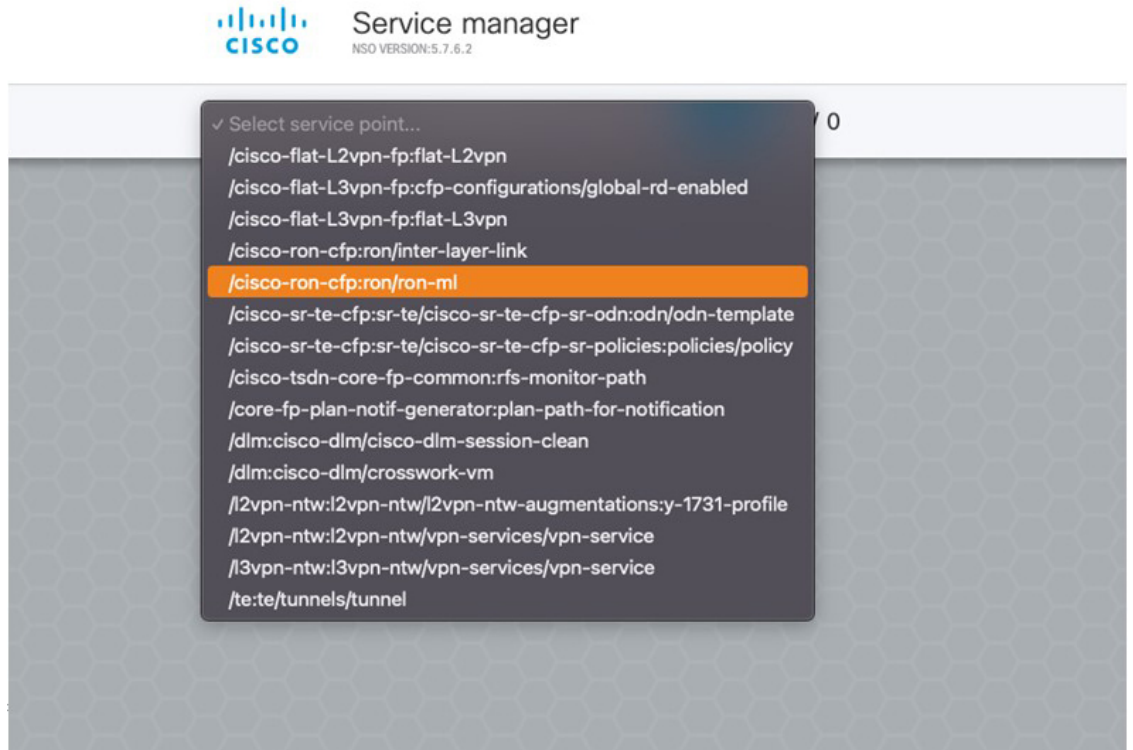 CISCO
Service manager
NSO VERSION:5.7.6.2
✓ Select service point...
/ 0
/cisco-flat-L2vpn-fp:flat-L2vpn
/cisco-flat-L3vpn-fp:cfp-configurations/global-rd-enabled
/cisco-flat-L3vpn-fp:flat-L3vpn
/cisco-ron-cfp:ron/inter-layer-link
/cisco-ron-cfp:ron/ron-ml
/cisco-sr-te-cfp:sr-te/cisco-sr-te-cfp-sr-odn:odn/odn-template
/cisco-sr-te-cfp:sr-te/cisco-sr-te-cfp-sr-policies:policies/policy
/cisco-tsdn-core-fp-common:rfs-monitor-path
/core-fp-plan-notif-generator:plan-path-for-notification
/dlm:cisco-dlm/cisco-dlm-session-clean
/dlm:cisco-dlm/crosswork-vm
/l2vpn-ntw:l2vpn-ntw/l2vpn-ntw-augmentations:y-1731-profile
/l2vpn-ntw:l2vpn-ntw/vpn-services/vpn-service
/l3vpn-ntw:l3vpn-ntw/vpn-services/vpn-service
/te:te/tunnels/tunnel